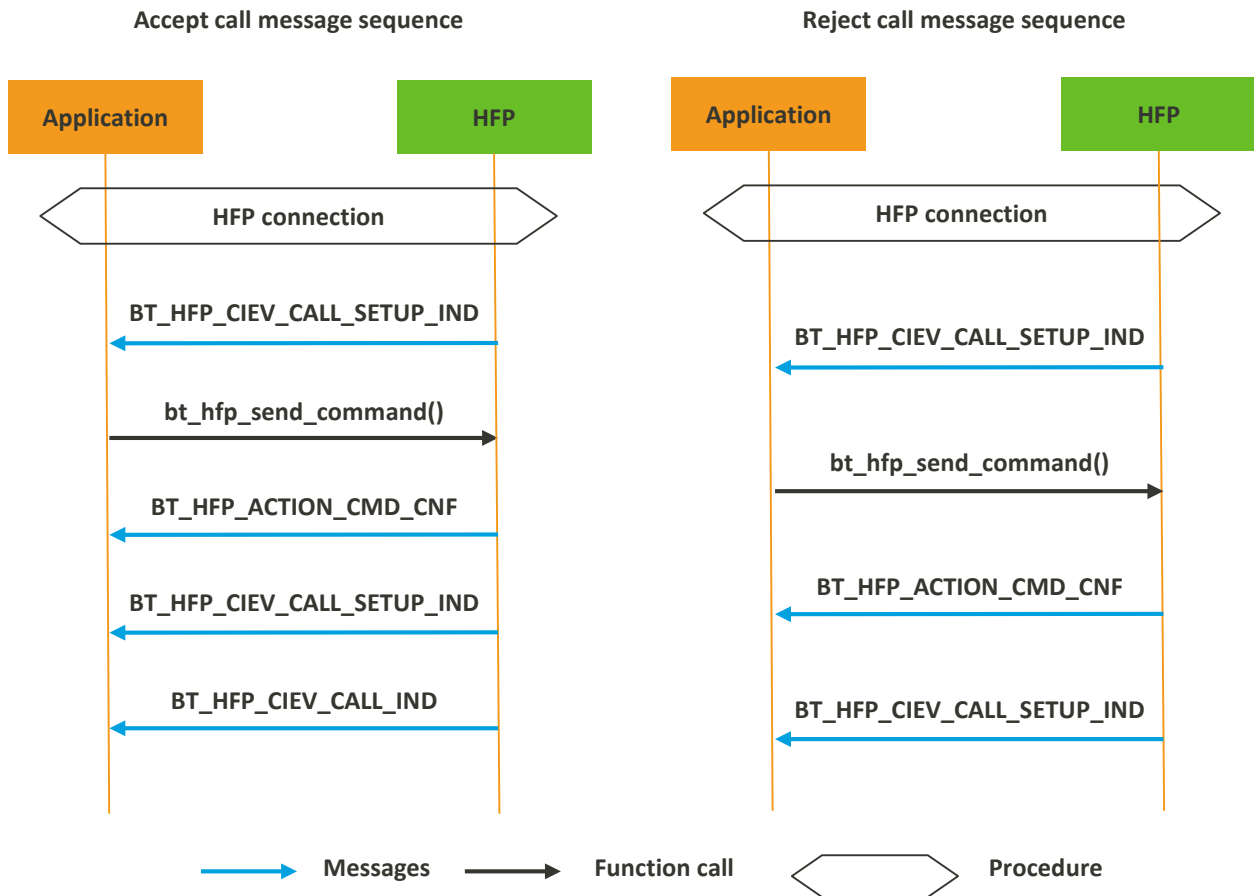 Accept call message sequence
Application
HFP
HFP connection
BT_HFP_CIEV_CALL_SETUP_IND
bt_hfp_send_command()
BT_HFP_ACTION_CMD_CNF
BT_HFP_CIEV_CALL_SETUP_IND
BT_HFP_CIEV_CALL_IND
Reject call message sequence
Application
HFP
HFP connection
BT_HFP_CIEV_CALL_SETUP_IND
bt_hfp_send_command()
BT_HFP_ACTION_CMD_CNF
BT_HFP_CIEV_CALL_SETUP_IND
Messages
Function call
Procedure